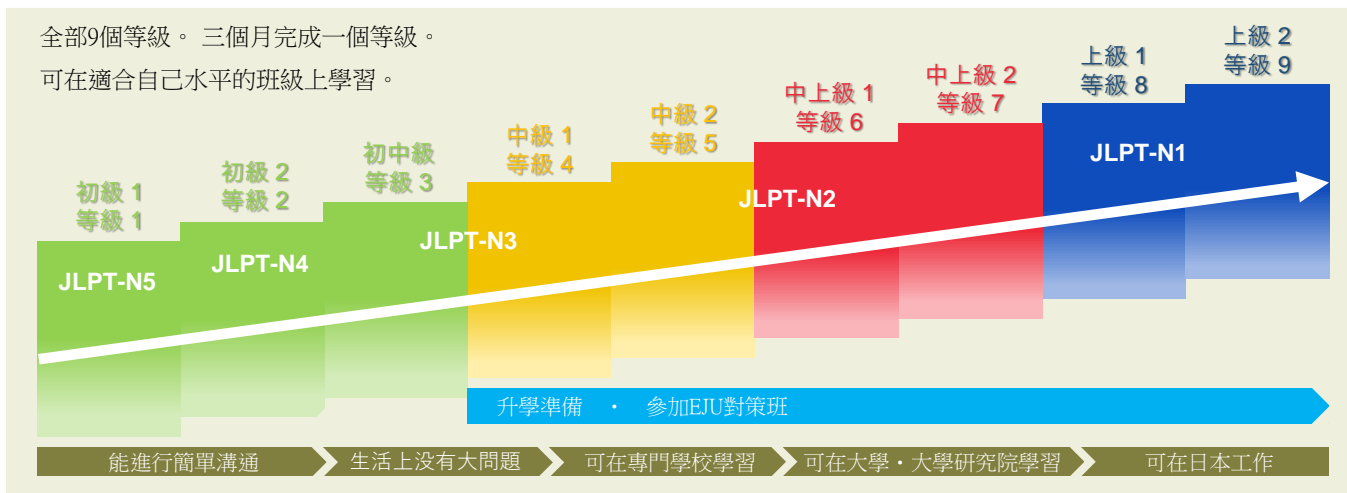 全部9個等級。 三個月完成一個等級。
可在適合自己水平的班級上學習。
初級 1
等級 1
初級 2
等級 2
初中級
等級 3
中級 1
等級 4
中級 2
等級 5
中上級 1
等級 6
中上級 2
等級 7
上級 1
等級 8
上級 2
等級 9
JLPT-N5
JLPT-N4
JLPT-N3
JLPT-N2
JLPT-N1
升學準備 ・ 參加EJU對策班
能進行簡單溝通
生活上没有大問題
可在專門學校學習
可在大學・大學研究院學習
可在日本工作